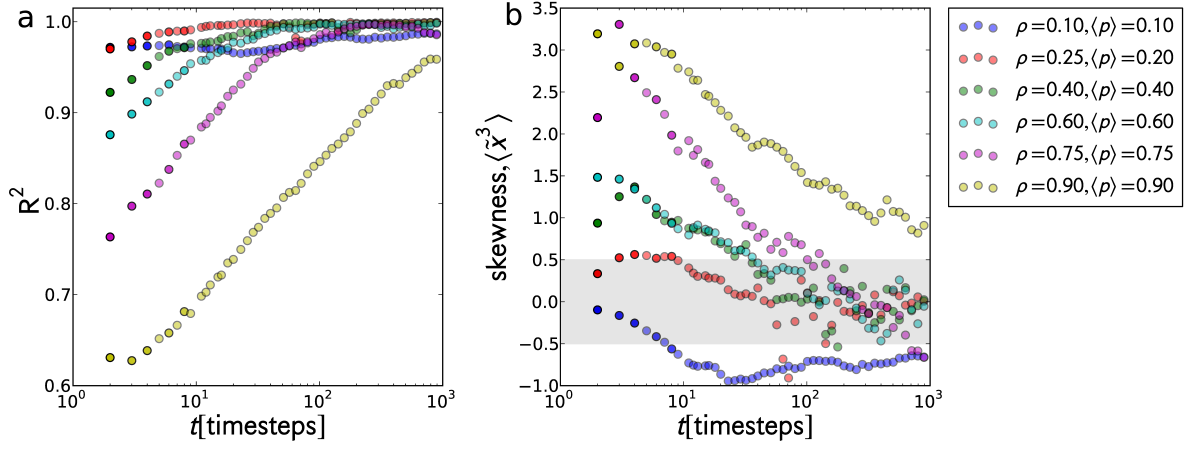 a
R²
1.0
0.9
0.8
0.7
0.6
10⁰
10¹
10²
10³
t[timesteps]
b
skewness,⟨x̃³⟩
3.5
3.0
2.5
2.0
1.5
1.0
0.5
0.0
−0.5
−1.0
10⁰
10¹
10²
10³
t[timesteps]
ρ=0.10,⟨p⟩=0.10
ρ=0.25,⟨p⟩=0.20
ρ=0.40,⟨p⟩=0.40
ρ=0.60,⟨p⟩=0.60
ρ=0.75,⟨p⟩=0.75
ρ=0.90,⟨p⟩=0.90